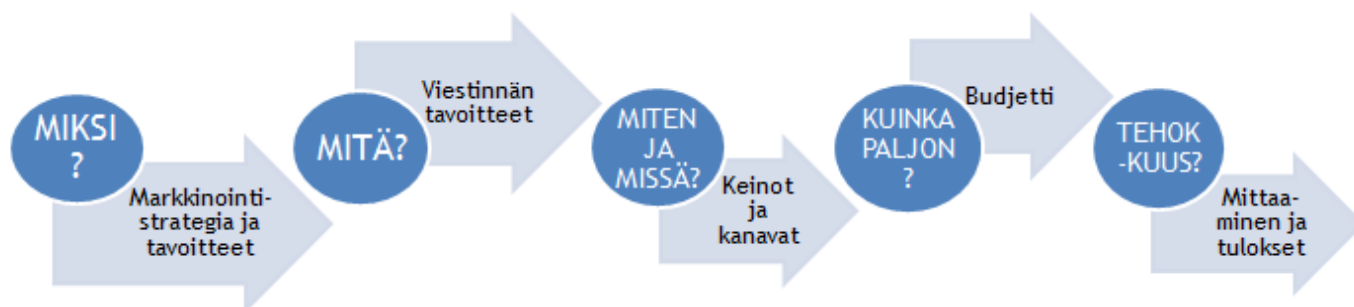 MIKSI
?
Markkinointi-
strategia ja
tavoitteet
MITÄ?
Viestinnän
tavoitteet
MITEN
JA
MISSÄ?
Keinot
ja
kanavat
KUINKA
PALJON
?
Budjetti
TEHOK
-KUUS?
Mittaa-
minen ja
tulokset